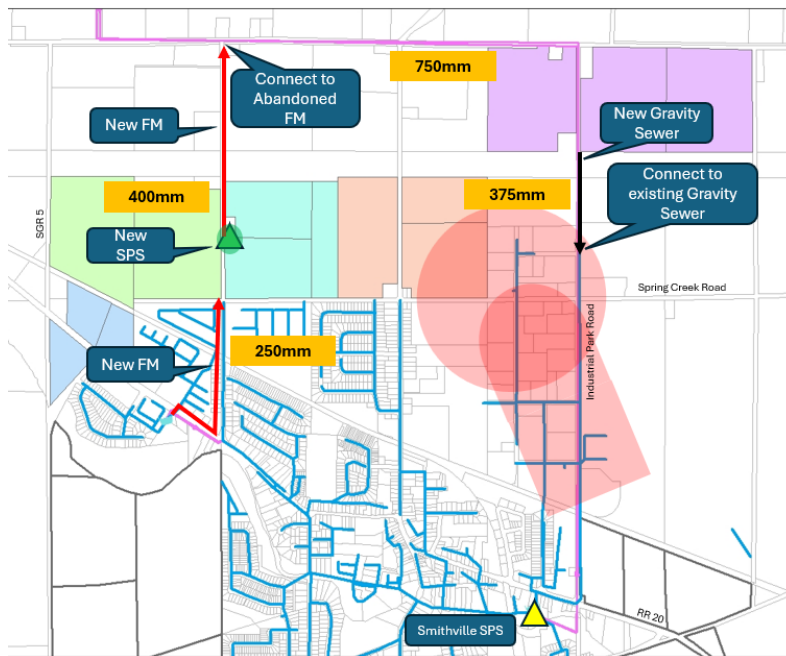 750mm
Connect to
Abandoned
FM
New FM
New Gravity
Sewer
400mm
375mm
Connect to
existing Gravity
Sewer
SGR 5
New
SPS
Spring Creek Road
New FM
250mm
Industrial Park Road
Smithville SPS
RR 20